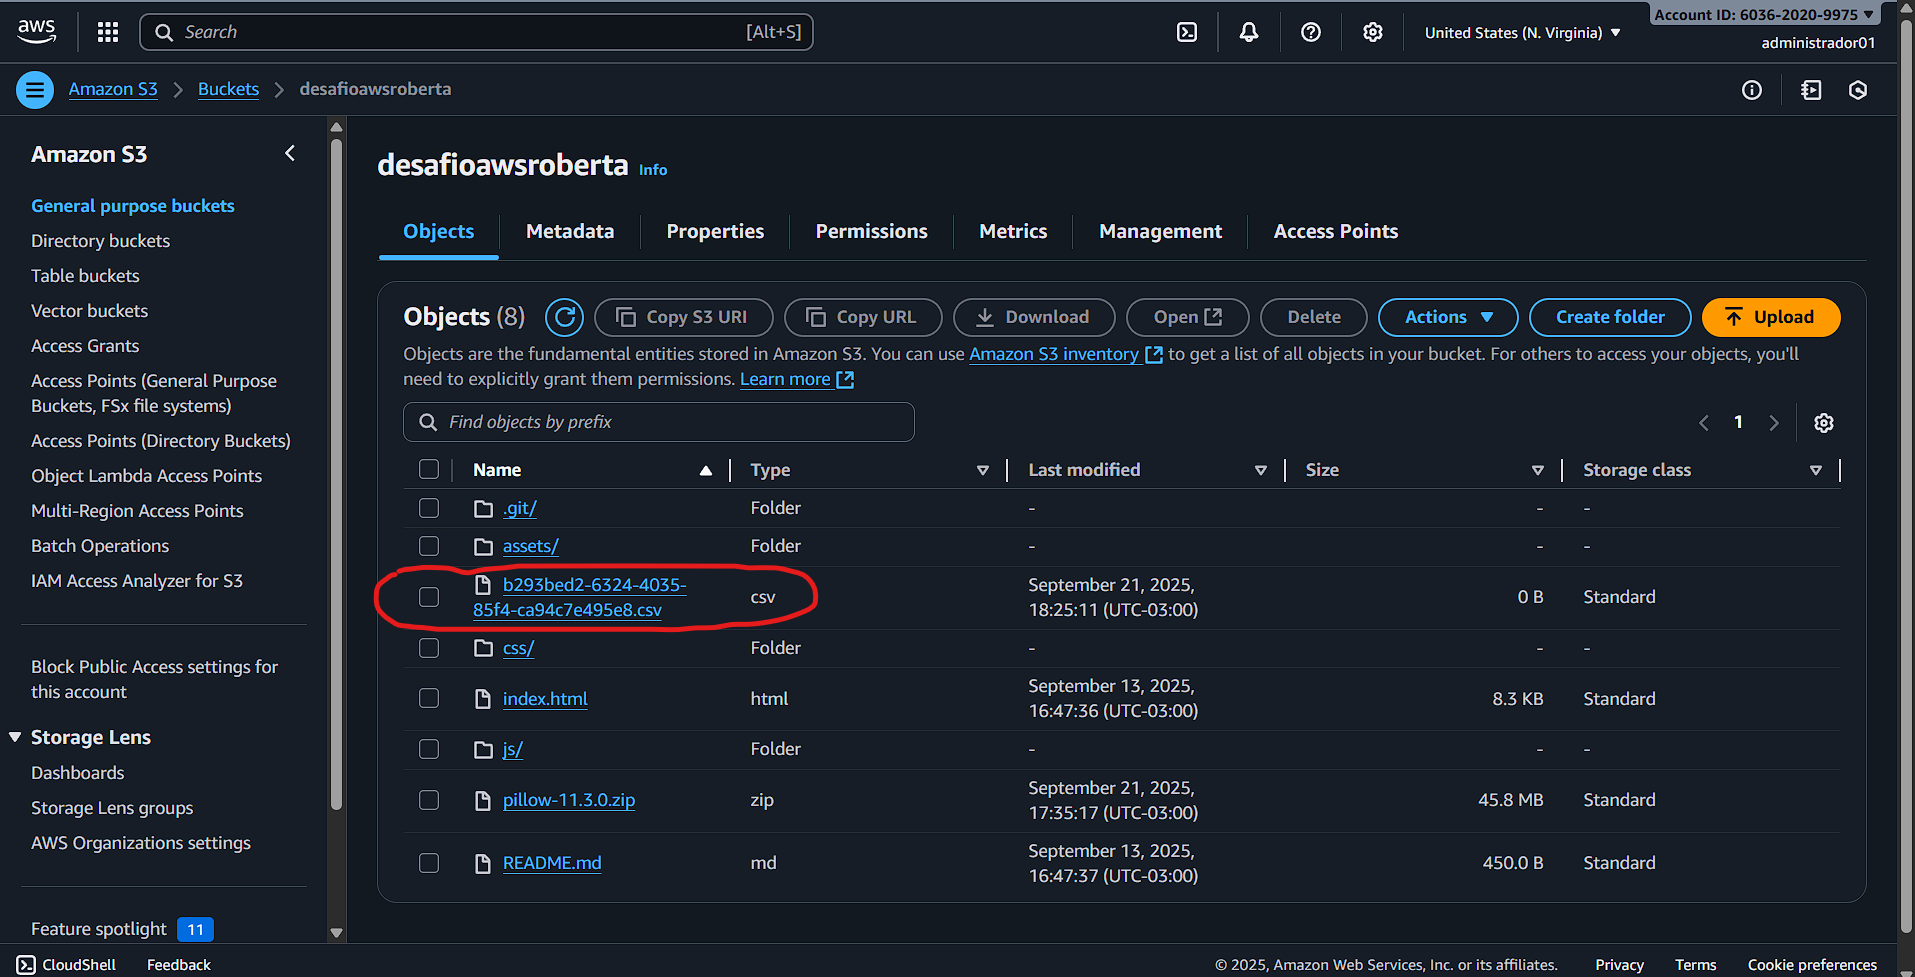 aws
Search [Alt+S]
United States (N. Virginia)
Account ID: 6036-2020-9975
administrador01
Amazon S3 > Buckets > desafioawsroberta
Amazon S3
General purpose buckets
Directory buckets
Table buckets
Vector buckets
Access Grants
Access Points (General Purpose
Buckets, FSx file systems)
Access Points (Directory Buckets)
Object Lambda Access Points
Multi-Region Access Points
Batch Operations
IAM Access Analyzer for S3
Block Public Access settings for
this account
Storage Lens
Dashboards
Storage Lens groups
AWS Organizations settings
Feature spotlight 11
desafioawsroberta Info
Objects Metadata Properties Permissions Metrics Management Access Points
Objects (8) Copy S3 URI Copy URL Download Open Delete Actions Create folder Upload
Objects are the fundamental entities stored in Amazon S3. You can use Amazon S3 inventory to get a list of all objects in your bucket. For others to access your objects, you'll
need to explicitly grant them permissions. Learn more
Find objects by prefix
1
Name Type Last modified Size Storage class
.git/ Folder - - -
assets/ Folder - - -
b293bed2-6324-4035-
85f4-ca94c7e495e8.csv csv September 21, 2025,
18:25:11 (UTC-03:00) 0 B Standard
css/ Folder - - -
index.html html September 13, 2025,
16:47:36 (UTC-03:00) 8.3 KB Standard
js/ Folder - - -
pillow-11.3.0.zip zip September 21, 2025,
17:35:17 (UTC-03:00) 45.8 MB Standard
README.md md September 13, 2025,
16:47:37 (UTC-03:00) 450.0 B Standard
CloudShell Feedback © 2025, Amazon Web Services, Inc. or its affiliates. Privacy Terms Cookie preferences